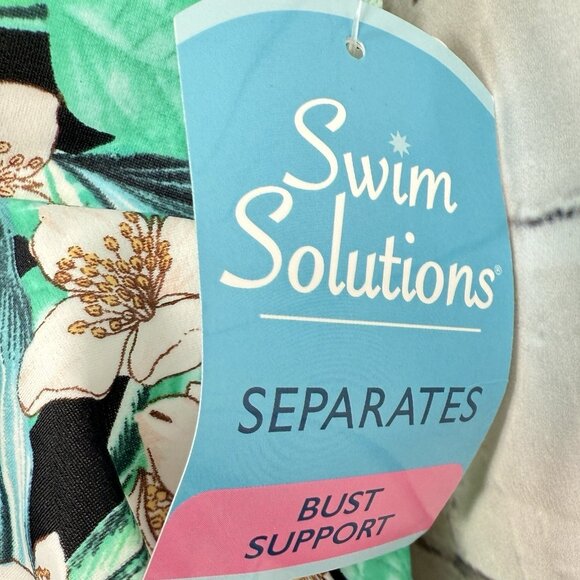 Swim
Solutions®
SEPARATES
BUST
SUPPORT